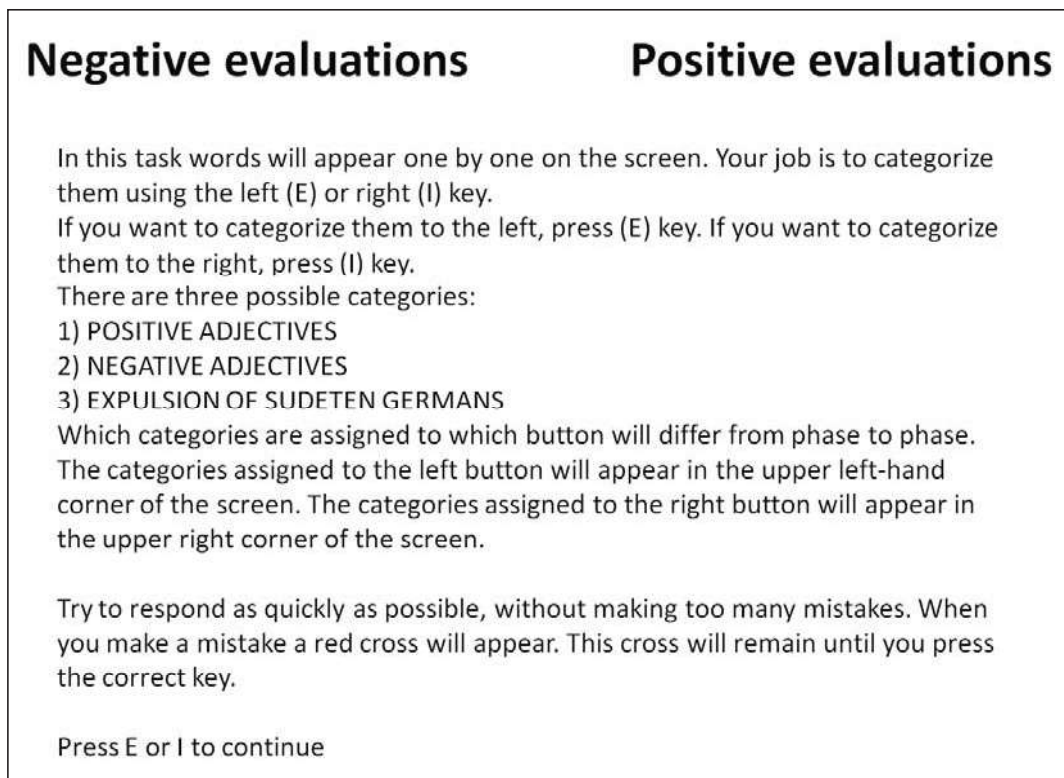 Negative evaluations Positive evaluations
In this task words will appear one by one on the screen. Your job is to categorize
them using the left (E) or right (I) key.
If you want to categorize them to the left, press (E) key. If you want to categorize
them to the right, press (I) key.
There are three possible categories:
1) POSITIVE ADJECTIVES
2) NEGATIVE ADJECTIVES
3) EXPULSION OF SUDETEN GERMANS
Which categories are assigned to which button will differ from phase to phase.
The categories assigned to the left button will appear in the upper left-hand
corner of the screen. The categories assigned to the right button will appear in
the upper right corner of the screen.
Try to respond as quickly as possible, without making too many mistakes. When
you make a mistake a red cross will appear. This cross will remain until you press
the correct key.
Press E or I to continue